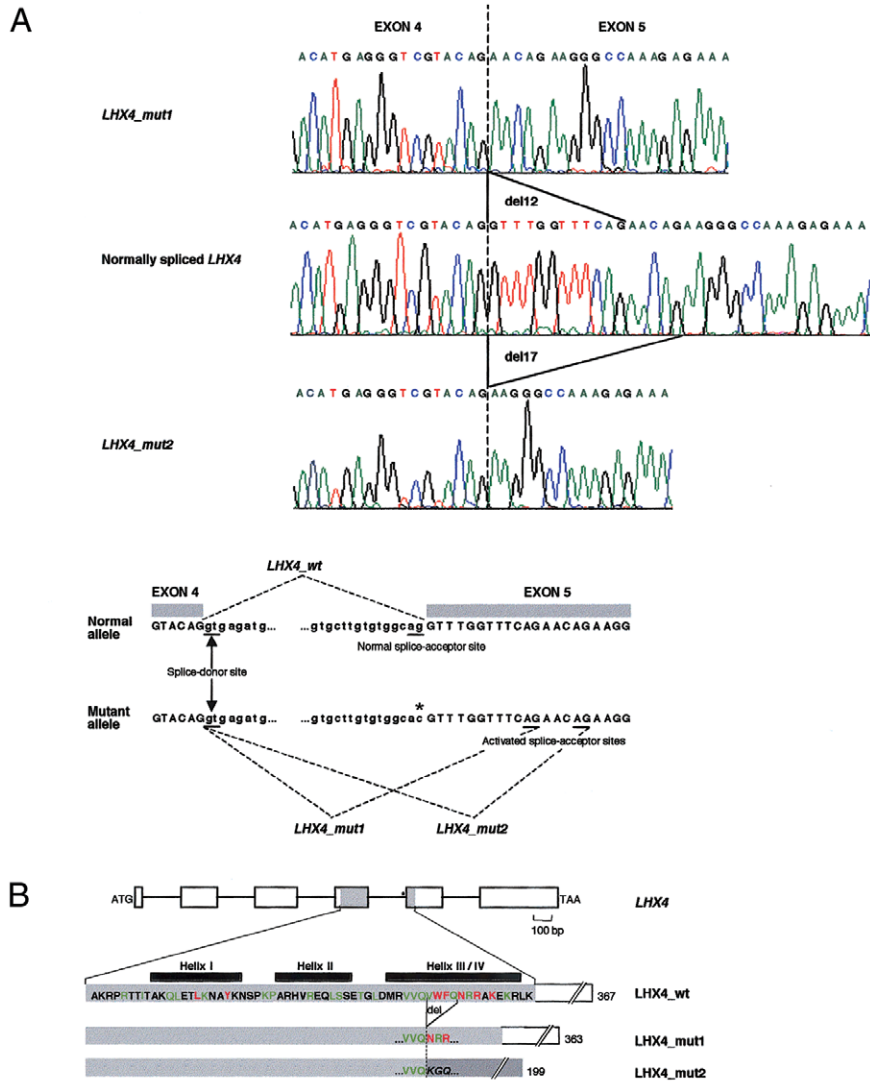 A
EXON 4 EXON 5
ACATGAGGGTCGTACAGAACAGAAGGGCCAAAGAGAAA
LHX4_mut1
del12
ACATGAGGGTCGTACAGGTTTGGTTTCAGAACAGAAGGGCCAAAGAGAAA
Normally spliced LHX4
del17
ACATGAGGGTCGTACAGAAGGGCCAAAGAGAAA
LHX4_mut2
LHX4_wt
EXON 4 EXON 5
Normal allele GTACAGgtgagatg... ...gtgcttgtgtggcagGTTTGGTTTCAGAACAGAAGG
Normal splice-acceptor site
Splice-donor site
*
Mutant allele GTACAGgtgagatg... ...gtgcttgtgtggcacGTTTGGTTTCAGAACAGAAGG
Activated splice-acceptor sites
LHX4_mut1 LHX4_mut2
B
ATG * TAA LHX4
100 bp
Helix I Helix II Helix III / IV
AKRPRTTITAKQLETLKNAYKNSPKPARHVREQLSSETGLDMRVVQVWFQNRRAKEKRLK 367 LHX4_wt
del
...VVQNRR... 363 LHX4_mut1
...VVQKGQ... 199 LHX4_mut2